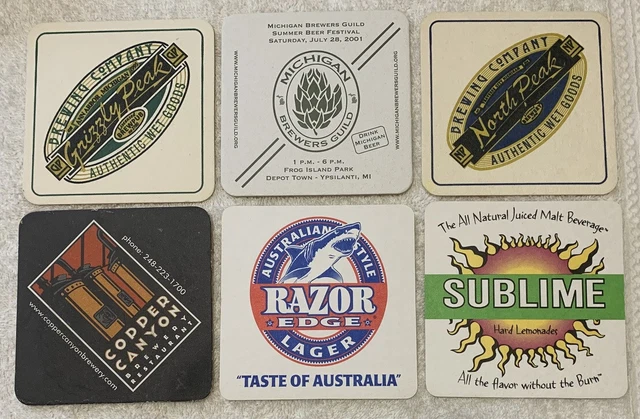 BREWING COMPANY
Grizzly Peak
AUTHENTIC WET GOODS
MICHIGAN BREWERS GUILD
SUMMER BEER FESTIVAL
SATURDAY, JULY 28, 2001
WWW.MICHIGANBREWERSGUILD.ORG
MICHIGAN
BREWERS GUILD
DRINK
MICHIGAN
BEER
WWW.MICHIGANBREWERSGUILD.ORG
1 P.M. - 6 P.M.
FROG ISLAND PARK
DEPOT TOWN - YPSILANTI, MI
BREWING COMPANY
North Peak
AUTHENTIC WET GOODS
phone: 248-223-1700
COPPER
CANYON
BREWERY
RESTAURANT
www.coppercanyonbrewery.com
AUSTRALIAN STYLE
RAZOR
EDGE
LAGER
"TASTE OF AUSTRALIA"
The All Natural Juiced Malt Beverage™
SUBLIME
Hard Lemonades
All the flavor without the Burn™